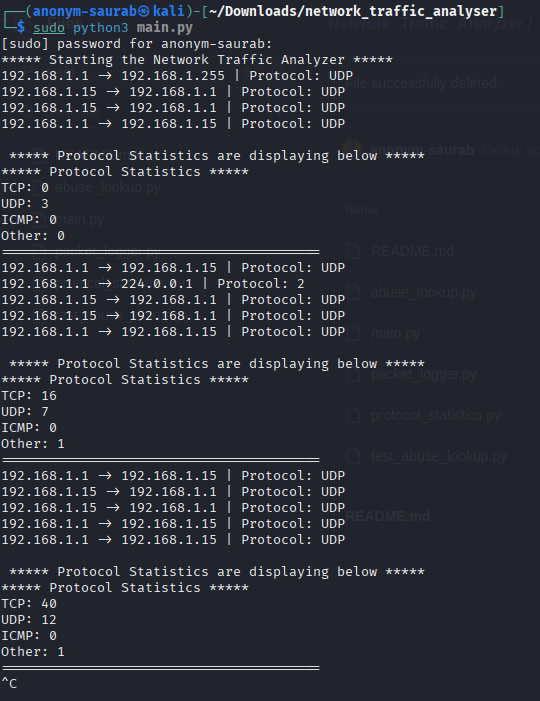 ┌──(anonym-saurab㉿kali)-[~/Downloads/network_traffic_analyser]
└─$ sudo python3 main.py
[sudo] password for anonym-saurab:
***** Starting the Network Traffic Analyzer *****
192.168.1.1 → 192.168.1.255 | Protocol: UDP
192.168.1.15 → 192.168.1.1 | Protocol: UDP
192.168.1.15 → 192.168.1.1 | Protocol: UDP
192.168.1.1 → 192.168.1.15 | Protocol: UDP
***** Protocol Statistics are displaying below *****
***** Protocol Statistics *****
TCP: 0
UDP: 3
ICMP: 0
Other: 0
========================================
192.168.1.1 → 192.168.1.15 | Protocol: UDP
192.168.1.1 → 224.0.0.1 | Protocol: 2
192.168.1.15 → 192.168.1.1 | Protocol: UDP
192.168.1.15 → 192.168.1.1 | Protocol: UDP
192.168.1.1 → 192.168.1.15 | Protocol: UDP
***** Protocol Statistics are displaying below *****
***** Protocol Statistics *****
TCP: 16
UDP: 7
ICMP: 0
Other: 1
========================================
192.168.1.1 → 192.168.1.15 | Protocol: UDP
192.168.1.15 → 192.168.1.1 | Protocol: UDP
192.168.1.15 → 192.168.1.1 | Protocol: UDP
192.168.1.1 → 192.168.1.15 | Protocol: UDP
192.168.1.1 → 192.168.1.15 | Protocol: UDP
***** Protocol Statistics are displaying below *****
***** Protocol Statistics *****
TCP: 40
UDP: 12
ICMP: 0
Other: 1
========================================
^C
File successfully deleted
anonym-saurab
Name
README.md
abuse_lookup.py
main.py
packet_logger.py
protocol_statistics.py
test_abuse_lookup.py
README.md
abuse_lookup.py
main.py
packet_logger.py